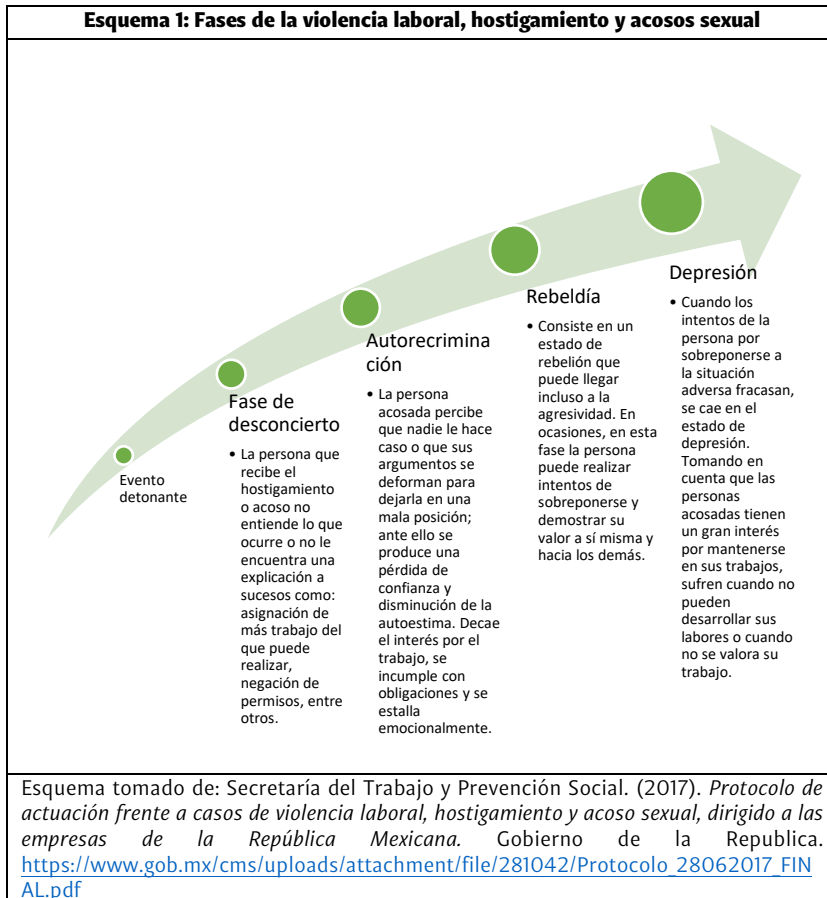 Esquema 1: Fases de la violencia laboral, hostigamiento y acosos sexual
Evento
detonante
Fase de
desconcierto
• La persona que
recibe el
hostigamiento
o acoso no
entiende lo que
ocurre o no le
encuentra una
explicación a
sucesos como:
asignación de
más trabajo del
que puede
realizar,
negación de
permisos, entre
otros.
Autorecrimina
ción
• La persona
acosada percibe
que nadie le hace
caso o que sus
argumentos se
deforman para
dejarla en una
mala posición;
ante ello se
produce una
pérdida de
confianza y
disminución de la
autoestima. Decae
el interés por el
trabajo, se
incumple con
obligaciones y se
estalla
emocionalmente.
Rebeldía
• Consiste en un
estado de
rebelión que
puede llegar
incluso a la
agresividad. En
ocasiones, en esta
fase la persona
puede realizar
intentos de
sobreponerse y
demostrar su
valor a sí misma y
hacia los demás.
Depresión
• Cuando los
intentos de la
persona por
sobreponerse a
la situación
adversa fracasan,
se cae en el
estado de
depresión.
Tomando en
cuenta que las
personas
acosadas tienen
un gran interés
por mantenerse
en sus trabajos,
sufren cuando no
pueden
desarrollar sus
labores o cuando
no se valora su
trabajo.
Esquema tomado de: Secretaría del Trabajo y Prevención Social. (2017). Protocolo de
actuación frente a casos de violencia laboral, hostigamiento y acoso sexual, dirigido a las
empresas de la República Mexicana. Gobierno de la Republica.
https://www.gob.mx/cms/uploads/attachment/file/281042/Protocolo_28062017_FIN
AL.pdf